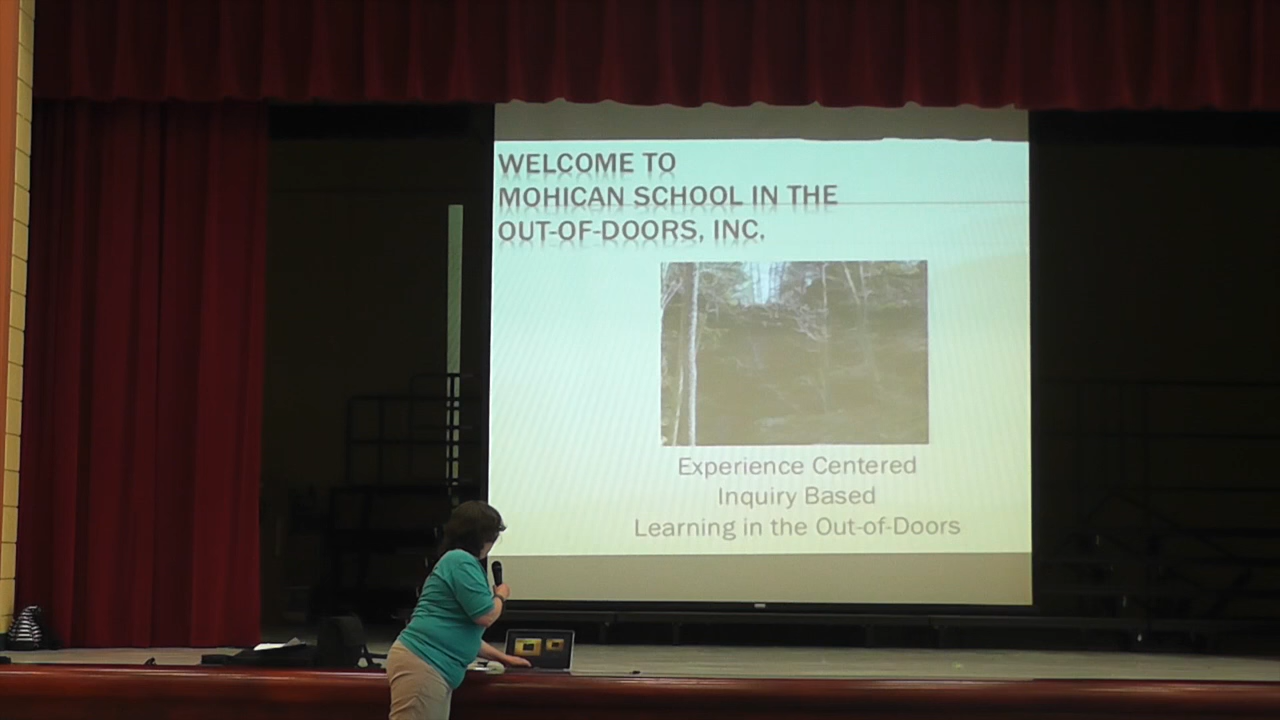 WELCOME TO
MOHICAN SCHOOL IN THE
OUT-OF-DOORS, INC.
Experience Centered
Inquiry Based
Learning in the Out-of-Doors